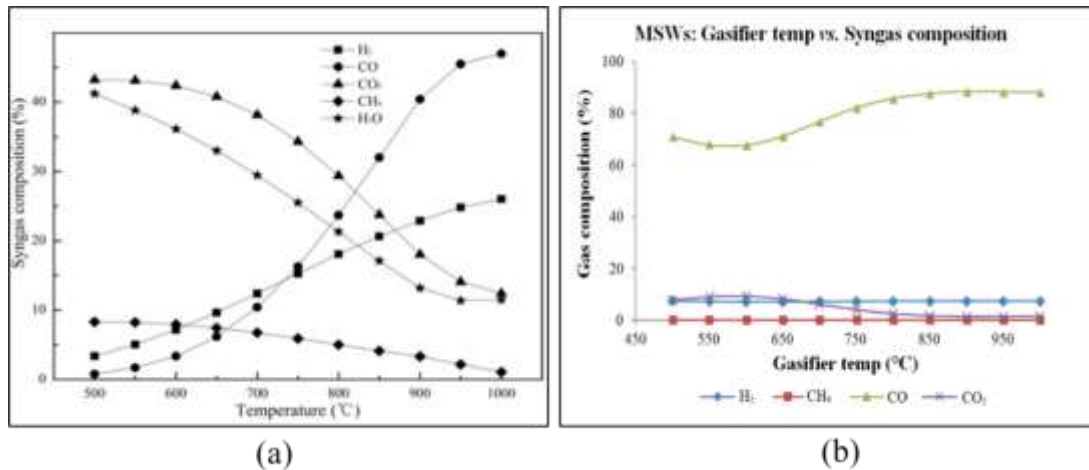 H₂
CO
CO₂
CH₄
H₂O
Syngas composition (%)
40
30
20
10
0
500 600 700 800 900 1000
Temperature (℃)
(a)
MSWs: Gasifier temp vs. Syngas composition
Gas composition (%)
100
80
60
40
20
0
450 550 650 750 850 950
Gasifier temp (⁰C)
H₂ CH₄ CO CO₂
(b)